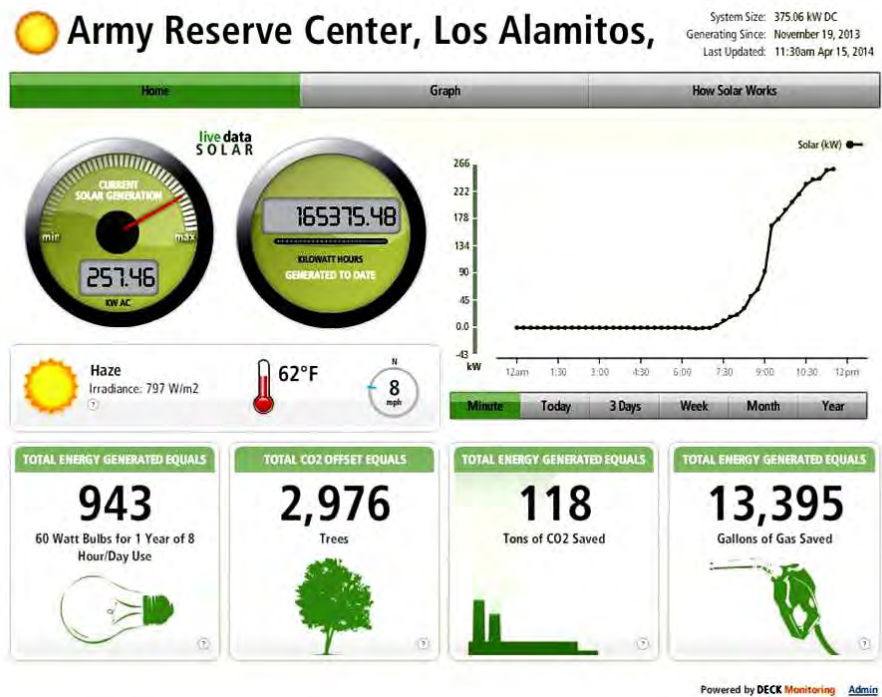 Army Reserve Center, Los Alamitos,
System Size: 375.06 kW DC
Generating Since: November 19, 2013
Last Updated: 11:30am Apr 15, 2014
Home
Graph
How Solar Works
live data
SOLAR
CURRENT
SOLAR GENERATION
min
max
257.46
KW AC
165375.48
KILOWATT HOURS
GENERATED TO DATE
Solar (kW)
266
222
178
134
90
45
0.0
-43
kW
12am 1:30 3:00 4:30 6:00 7:30 9:00 10:30 12pm
Haze
Irradiance: 797 W/m2
?
62°F
N
8
mph
Minute
Today
3 Days
Week
Month
Year
TOTAL ENERGY GENERATED EQUALS
943
60 Watt Bulbs for 1 Year of 8
Hour/Day Use
?
TOTAL CO2 OFFSET EQUALS
2,976
Trees
?
TOTAL ENERGY GENERATED EQUALS
118
Tons of CO2 Saved
?
TOTAL ENERGY GENERATED EQUALS
13,395
Gallons of Gas Saved
?
Powered by DECK Monitoring Admin